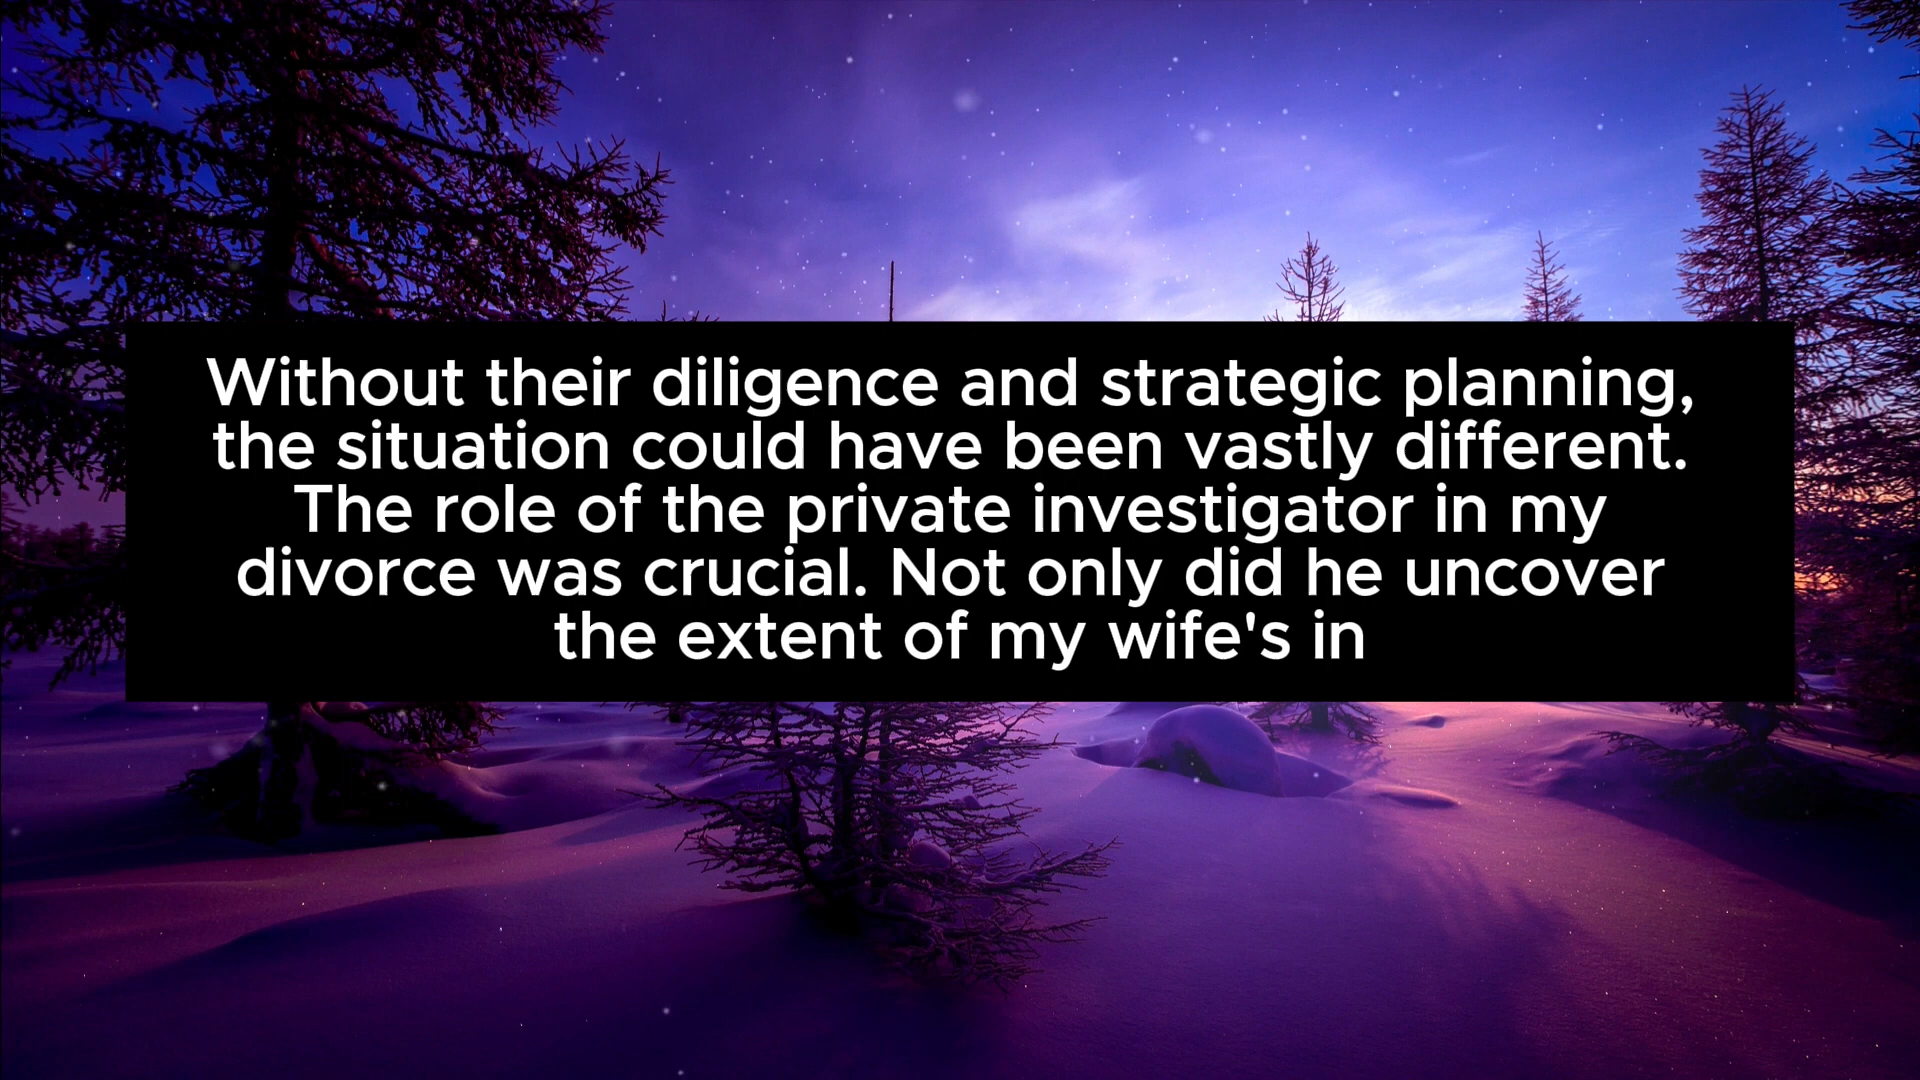 Without their diligence and strategic planning,
the situation could have been vastly different.
The role of the private investigator in my
divorce was crucial. Not only did he uncover
the extent of my wife's in